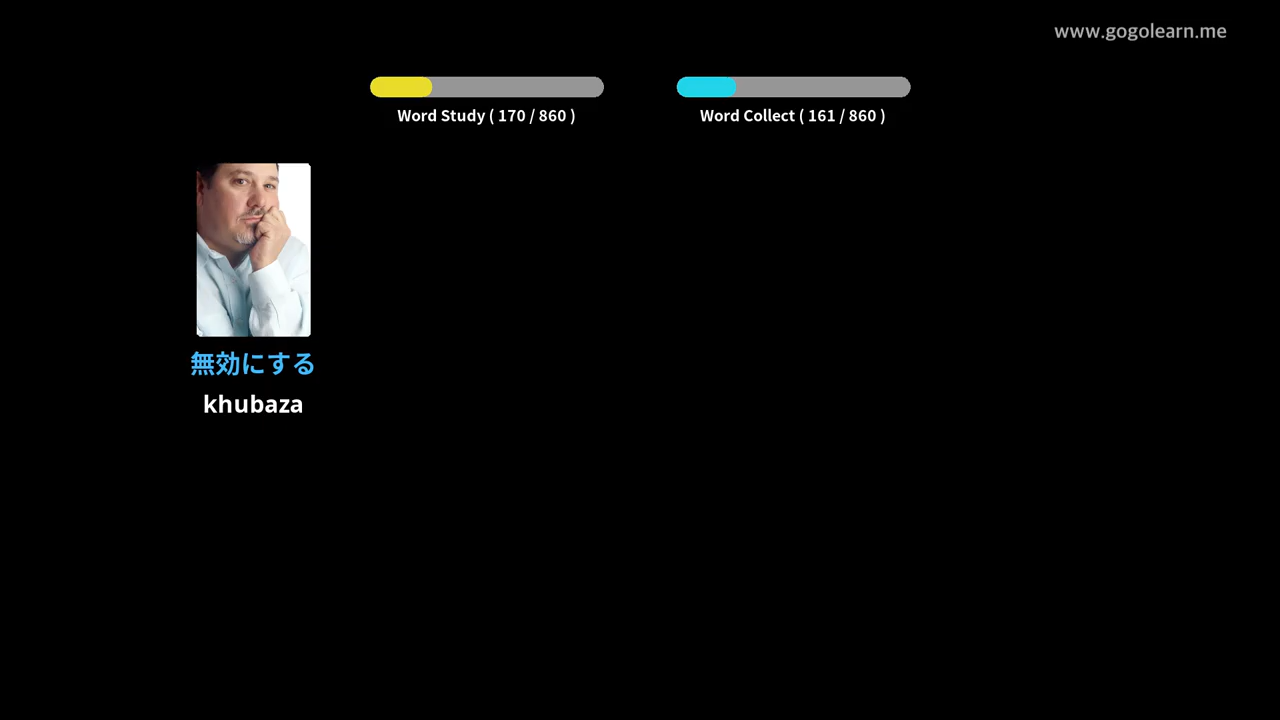 www.gogolearn.me
Word Study ( 170 / 860 )
Word Collect ( 161 / 860 )
無効にする
khubaza